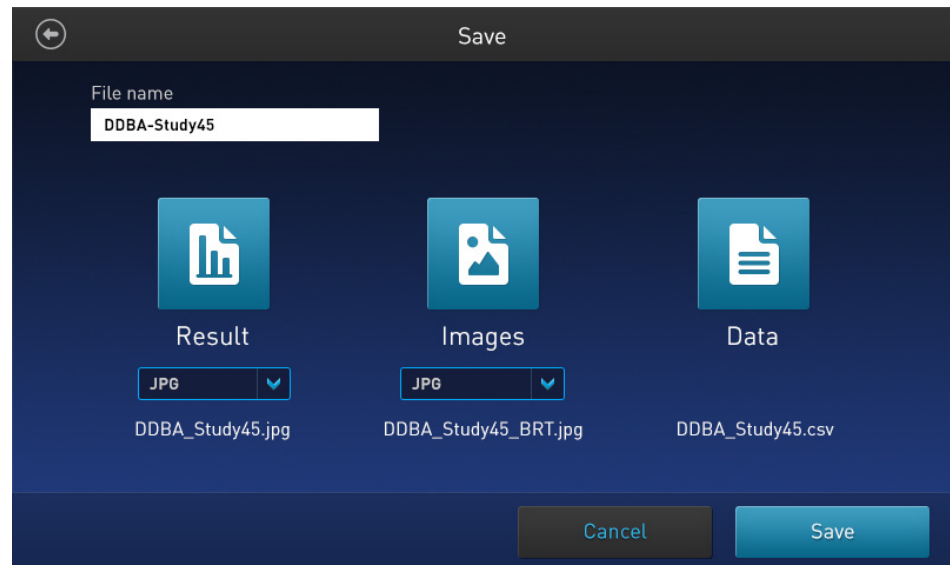 Save
File name
DDBA-Study45
Result
Images
Data
JPG
JPG
DDBA_Study45.jpg
DDBA_Study45_BRT.jpg
DDBA_Study45.csv
Cancel
Save